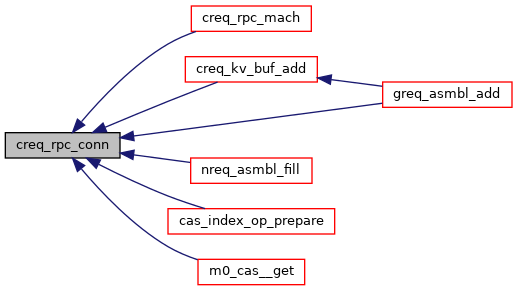 creq_rpc_mach
creq_kv_buf_add
greq_asmbl_add
creq_rpc_conn
nreq_asmbl_fill
cas_index_op_prepare
m0_cas__get